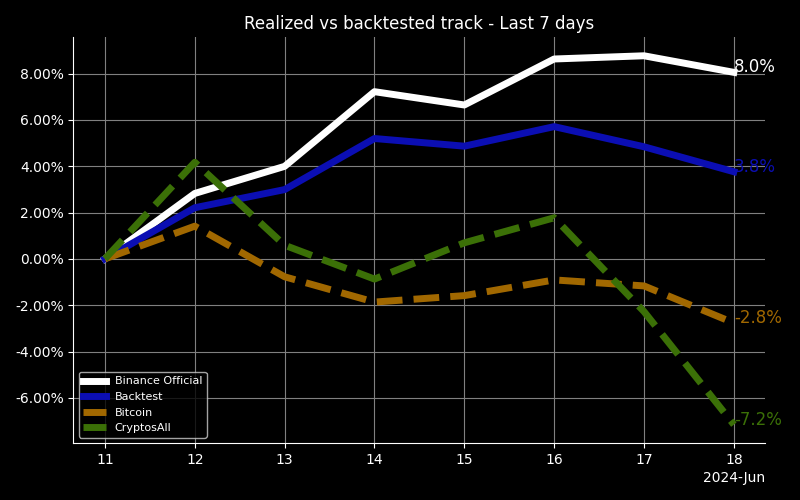 Realized vs backtested track - Last 7 days
8.00%
6.00%
4.00%
2.00%
0.00%
-2.00%
-4.00%
-6.00%
8.0%
3.8%
-2.8%
-7.2%
Binance Official
Backtest
Bitcoin
CryptosAll
11 12 13 14 15 16 17 18
2024-Jun